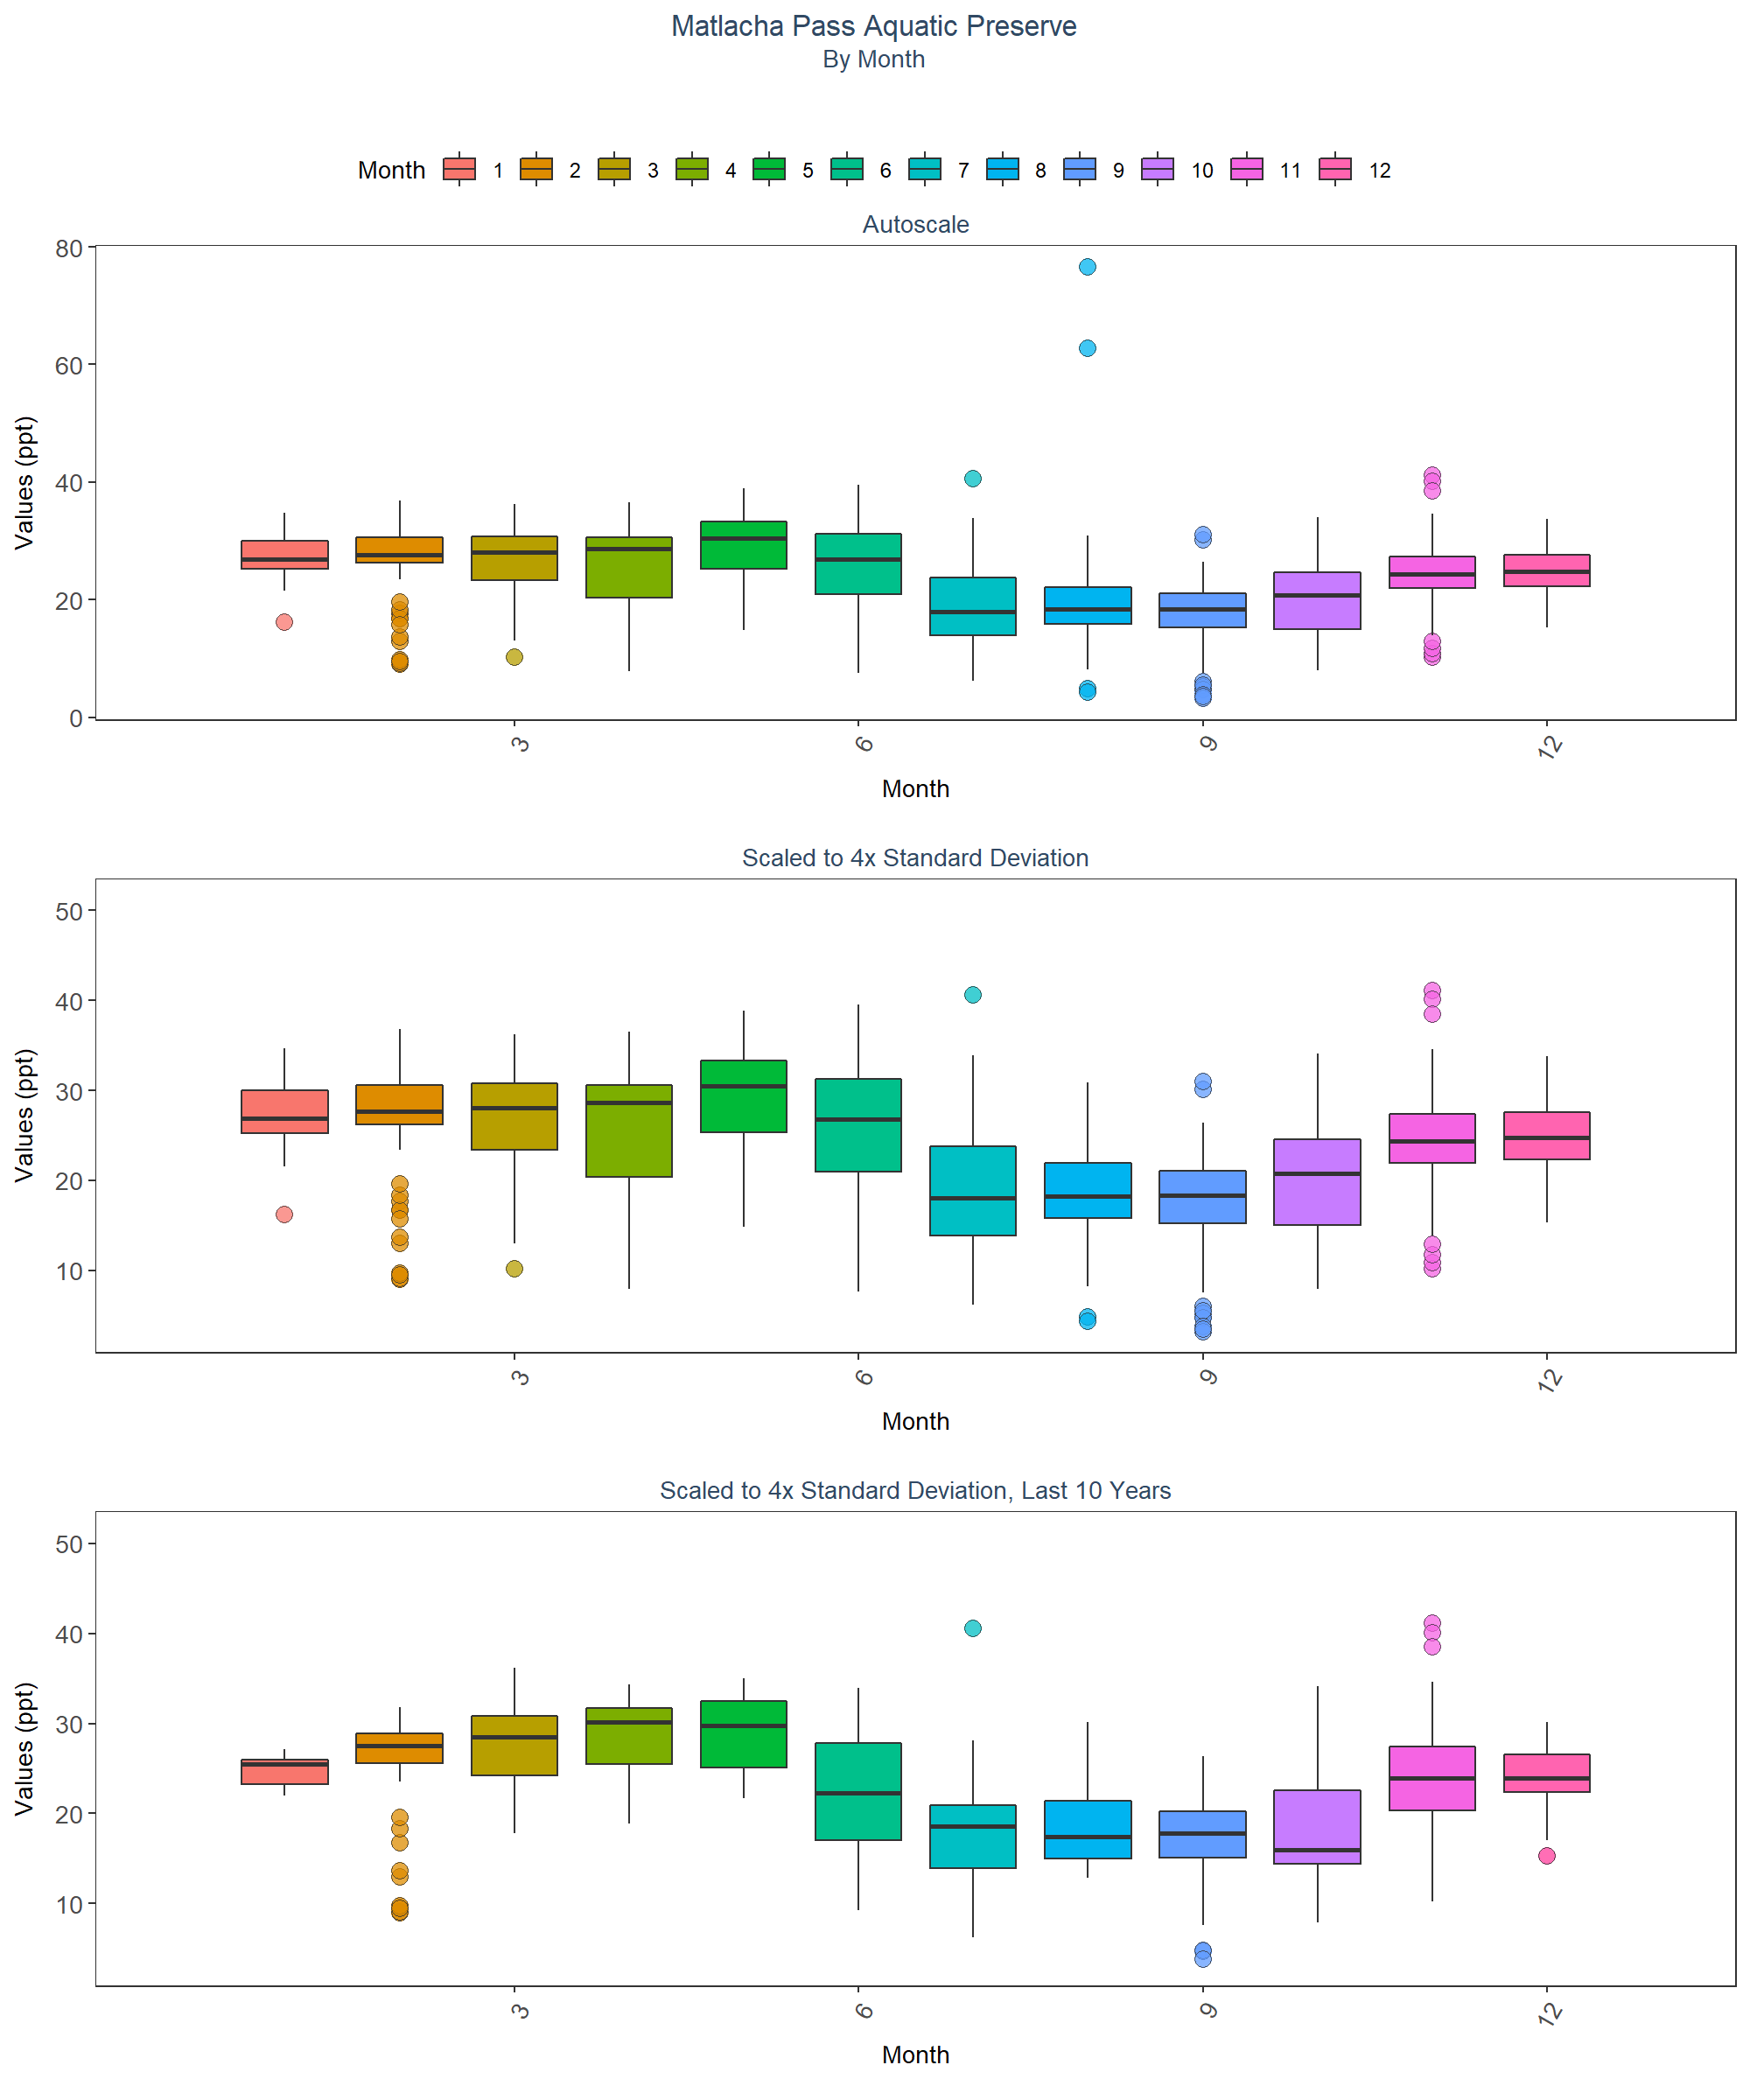 Matlacha Pass Aquatic Preserve
By Month
Month 1 2 3 4 5 6 7 8 9 10 11 12
Autoscale
Values (ppt)
80
60
40
20
0
3 6 9 12
Month
Scaled to 4x Standard Deviation
Values (ppt)
50
40
30
20
10
3 6 9 12
Month
Scaled to 4x Standard Deviation, Last 10 Years
Values (ppt)
50
40
30
20
10
3 6 9 12
Month